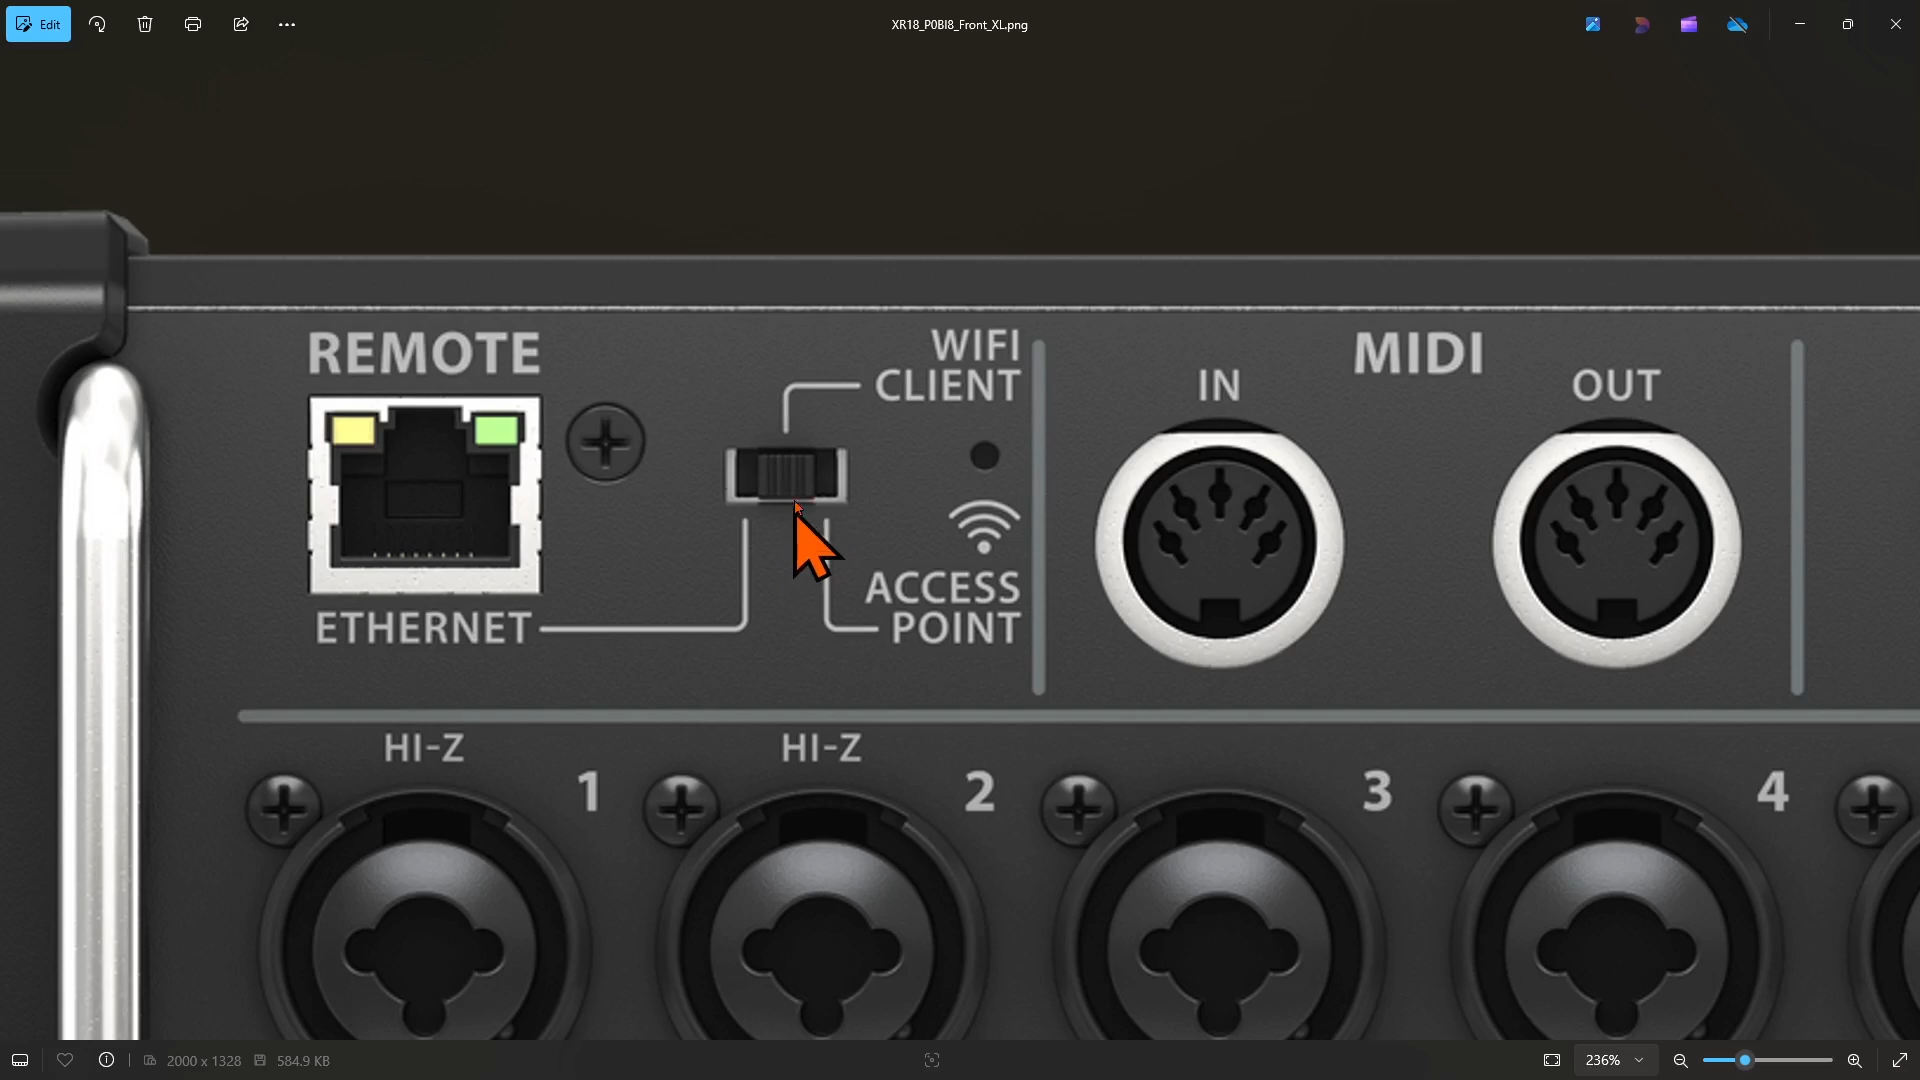 Edit
XR18_P0BI8_Front_XL.png
REMOTE
WIFI
CLIENT
MIDI
IN
OUT
ACCESS
POINT
ETHERNET
HI-Z
HI-Z
1
2
3
4
2000 x 1328
584.9 KB
236%